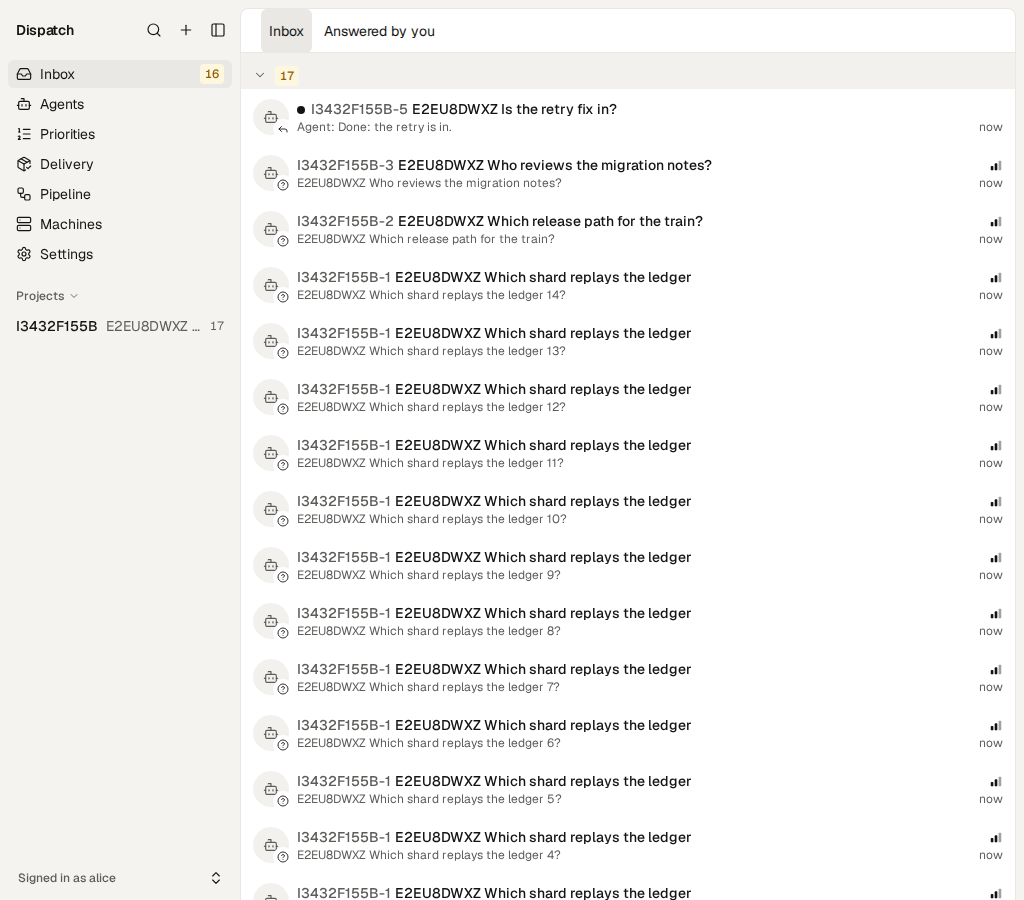 Dispatch
Inbox
16
Agents
Priorities
Delivery
Pipeline
Machines
Settings
Projects
I3432F155B E2EU8DWXZ ... 17
Signed in as alice
Inbox Answered by you
17
I3432F155B-5 E2EU8DWXZ Is the retry fix in?
Agent: Done: the retry is in.
now
I3432F155B-3 E2EU8DWXZ Who reviews the migration notes?
E2EU8DWXZ Who reviews the migration notes?
now
I3432F155B-2 E2EU8DWXZ Which release path for the train?
E2EU8DWXZ Which release path for the train?
now
I3432F155B-1 E2EU8DWXZ Which shard replays the ledger
E2EU8DWXZ Which shard replays the ledger 14?
now
I3432F155B-1 E2EU8DWXZ Which shard replays the ledger
E2EU8DWXZ Which shard replays the ledger 13?
now
I3432F155B-1 E2EU8DWXZ Which shard replays the ledger
E2EU8DWXZ Which shard replays the ledger 12?
now
I3432F155B-1 E2EU8DWXZ Which shard replays the ledger
E2EU8DWXZ Which shard replays the ledger 11?
now
I3432F155B-1 E2EU8DWXZ Which shard replays the ledger
E2EU8DWXZ Which shard replays the ledger 10?
now
I3432F155B-1 E2EU8DWXZ Which shard replays the ledger
E2EU8DWXZ Which shard replays the ledger 9?
now
I3432F155B-1 E2EU8DWXZ Which shard replays the ledger
E2EU8DWXZ Which shard replays the ledger 8?
now
I3432F155B-1 E2EU8DWXZ Which shard replays the ledger
E2EU8DWXZ Which shard replays the ledger 7?
now
I3432F155B-1 E2EU8DWXZ Which shard replays the ledger
E2EU8DWXZ Which shard replays the ledger 6?
now
I3432F155B-1 E2EU8DWXZ Which shard replays the ledger
E2EU8DWXZ Which shard replays the ledger 5?
now
I3432F155B-1 E2EU8DWXZ Which shard replays the ledger
E2EU8DWXZ Which shard replays the ledger 4?
now
I3432F155B-1 E2EU8DWXZ Which shard replays the ledger